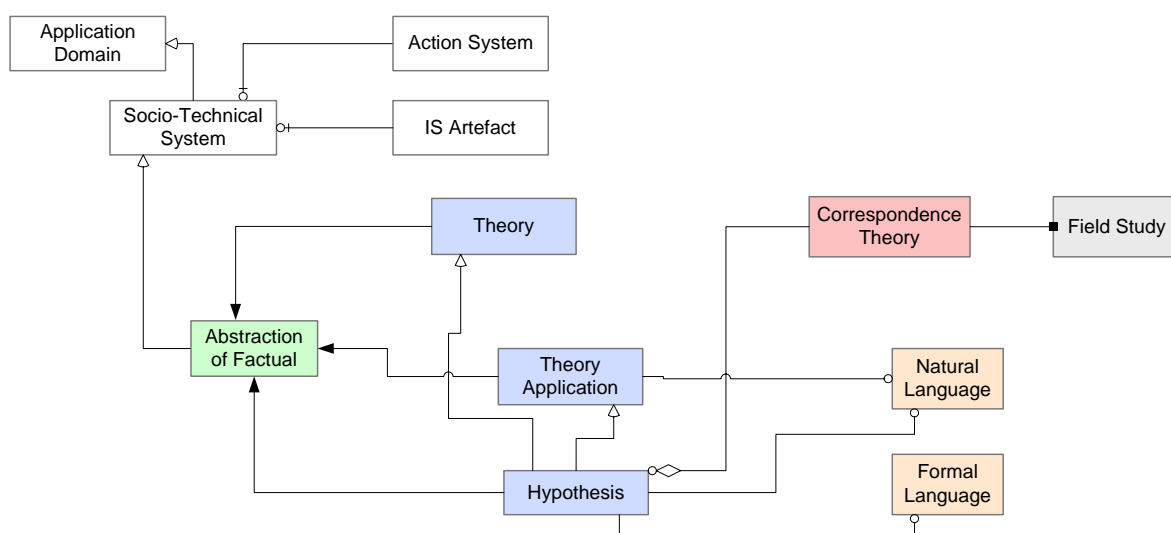 Application
Domain
Action System
Socio-Technical
System
IS Artefact
Theory
Correspondence
Theory
Field Study
Abstraction
of Factual
Theory
Application
Natural
Language
Hypothesis
Formal
Language